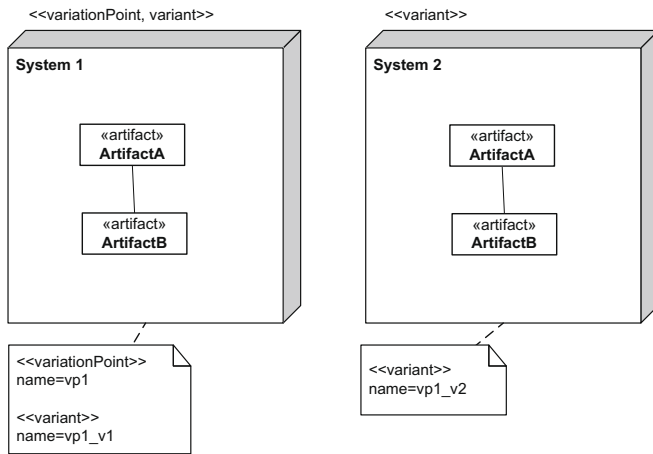 <<variationPoint, variant>>
System 1
«artifact»
ArtifactA
«artifact»
ArtifactB
<<variationPoint>>
name=vp1
<<variant>>
name=vp1_v1
<<variant>>
System 2
«artifact»
ArtifactA
«artifact»
ArtifactB
<<variant>>
name=vp1_v2